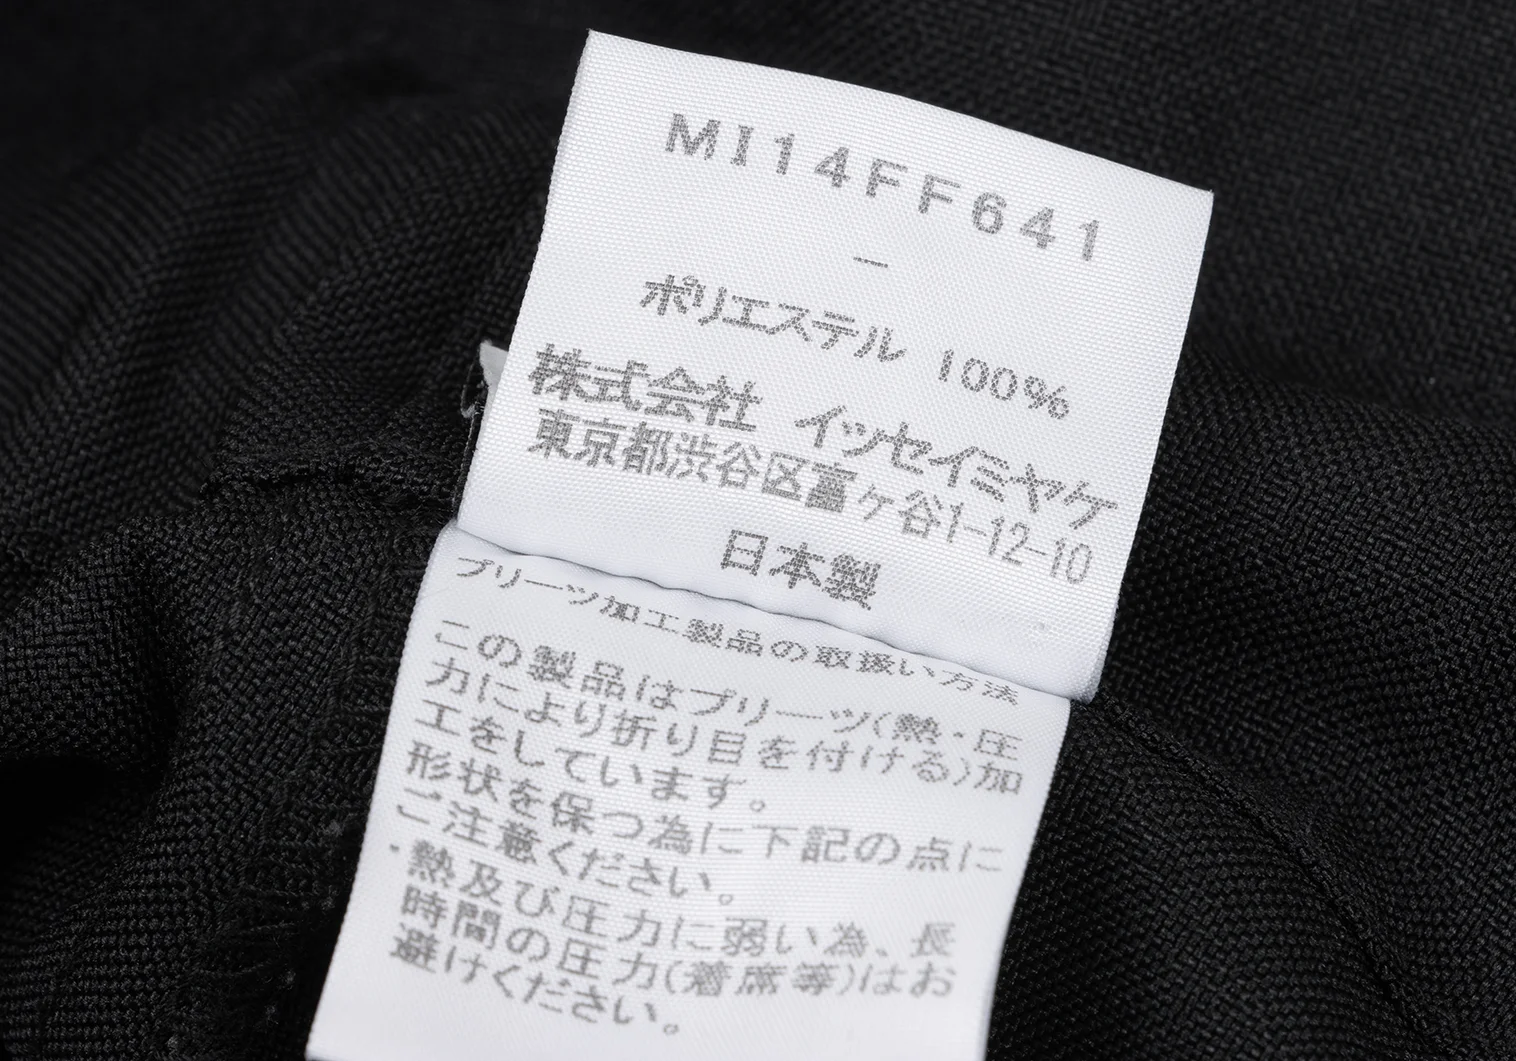 MI14FF641
-
ポリエステル 100%
株式会社 イッセイミヤケ
東京都渋谷区富ヶ谷1-12-10
日本製
プリーツ加工製品の取扱い方法
この製品はプリーツ(熱・圧
力により折り目を付ける)加
工をしています。
形状を保つ為に下記の点に
ご注意ください。
・熱及び圧力に弱い為、長
時間の圧力(着席等)はお
避けください。